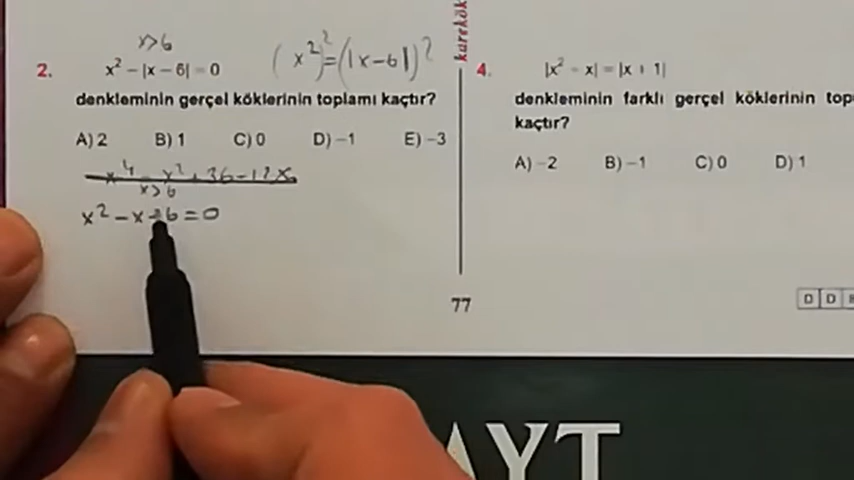 x>6
2. x² – |x – 6| = 0
(x²)² = (|x–6|)²
denkleminin gerçel köklerinin toplamı kaçtır?
A) 2 B) 1 C) 0 D) –1 E) –3
x⁴ = x² + 36 – 12x
x>6
x² – x + 6 = 0
karekök
4. |x² – x| = |x + 1|
denkleminin farklı gerçel köklerinin top
kaçtır?
A) –2 B) –1 C) 0 D) 1
77
D D
AYT